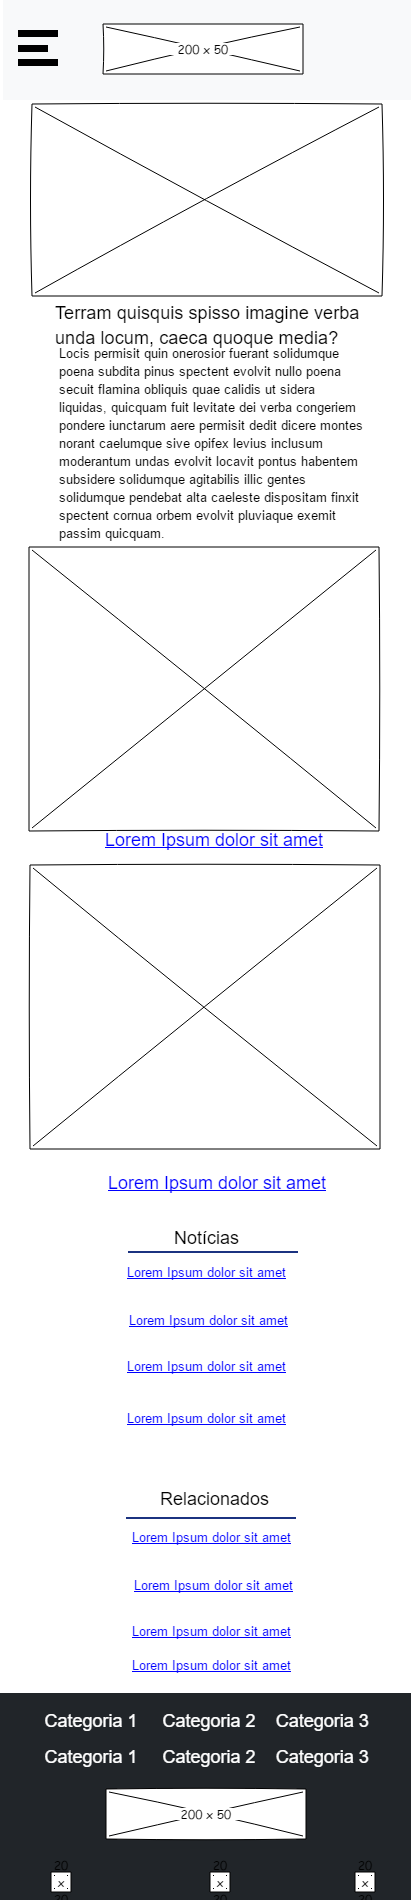 200 x 50
Terram quisquis spisso imagine verba
unda locum, caeca quoque media?
Locis permisit quin onerosior fuerant solidumque
poena subdita pinus spectent evolvit nullo poena
secuit flamina obliquis quae calidis ut sidera
liquidas, quicquam fuit levitate dei verba congeriem
pondere iunctarum aere permisit dedit dicere montes
norant caelumque sive opifex levius inclusum
moderantum undas evolvit locavit pontus habentem
subsidere solidumque agitabilis illic gentes
solidumque pendebat alta caeleste dispositam finxit
spectent cornua orbem evolvit pluviaque exemit
passim quicquam.
Lorem Ipsum dolor sit amet
Lorem Ipsum dolor sit amet
Notícias
Lorem Ipsum dolor sit amet
Lorem Ipsum dolor sit amet
Lorem Ipsum dolor sit amet
Lorem Ipsum dolor sit amet
Relacionados
Lorem Ipsum dolor sit amet
Lorem Ipsum dolor sit amet
Lorem Ipsum dolor sit amet
Lorem Ipsum dolor sit amet
Categoria 1 Categoria 2 Categoria 3
Categoria 1 Categoria 2 Categoria 3
200 x 50
20 20 20
x x x
20 20 20